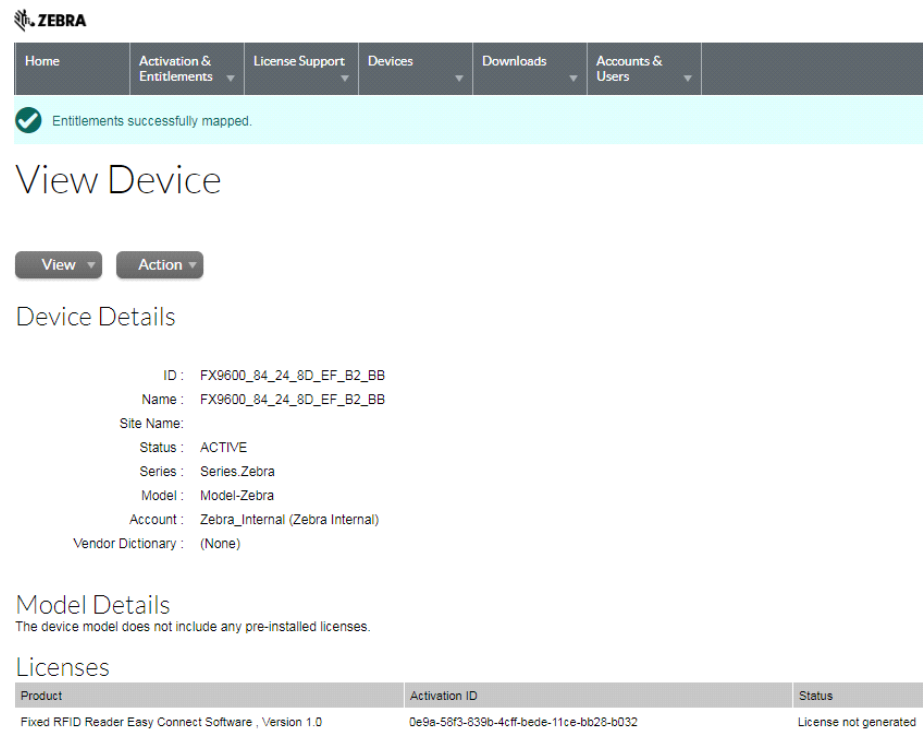 ZEBRA
Home
Activation & Entitlements
License Support
Devices
Downloads
Accounts & Users
Entitlements successfully mapped.
View Device
View
Action
Device Details
ID : FX9600_84_24_8D_EF_B2_BB
Name : FX9600_84_24_8D_EF_B2_BB
Site Name:
Status : ACTIVE
Series : Series.Zebra
Model : Model-Zebra
Account : Zebra_Internal (Zebra Internal)
Vendor Dictionary : (None)
Model Details
The device model does not include any pre-installed licenses.
Licenses
Product Activation ID Status
Fixed RFID Reader Easy Connect Software , Version 1.0 0e9a-58f3-839b-4cff-bede-11ce-bb28-b032 License not generated